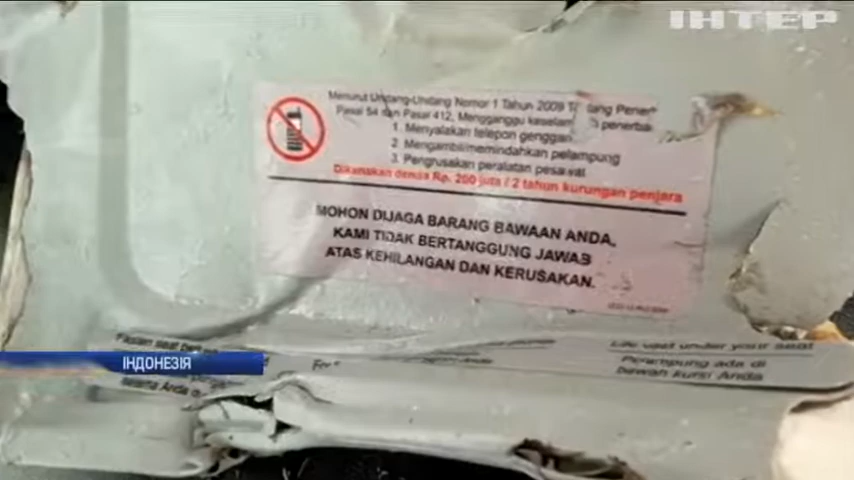 ІНТЕР
Menurut Undang-Undang Nomor 1 Tahun 2009
Pasal 54 dan Pasal 412, Mengganggu
1. Menyalakan telepon genggam
2. Mengambil/memindahkan pelampung
3. Pengrusakan peralatan pesawat
Dikenakan denda Rp. 200 juta / 2 tahun kurungan penjara
MOHON DIJAGA BARANG BAWAAN ANDA,
KAMI TIDAK BERTANGGUNG JAWAB
ATAS KEHILANGAN DAN KERUSAKAN.
ІНДОНЕЗІЯ
Life vest under your seat
Pelampung ada di
bawah kursi Anda
selama Anda